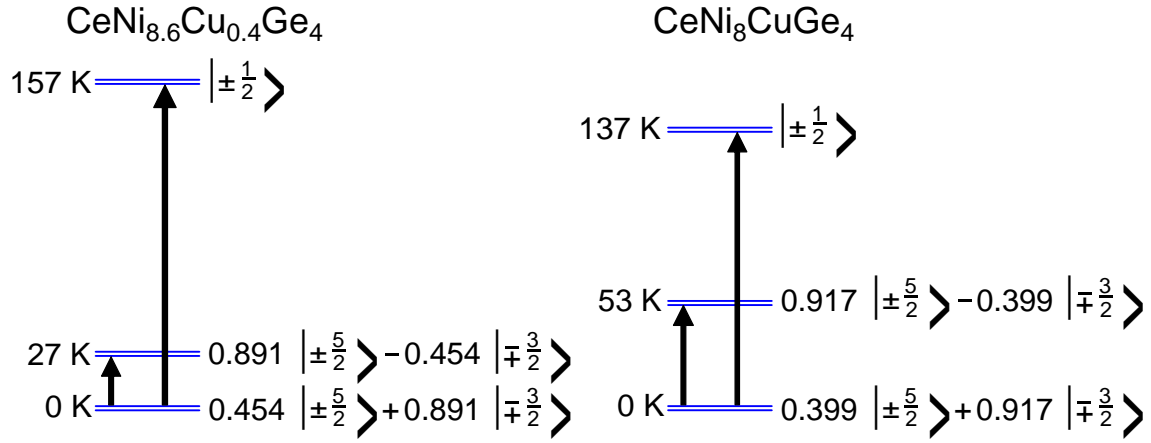 CeNi₈.₆Cu₀.₄Ge₄
157 K |± 1/2 ⟩
27 K 0.891 |± 5/2 ⟩ −0.454 |∓ 3/2 ⟩
0 K 0.454 |± 5/2 ⟩ +0.891 |∓ 3/2 ⟩
CeNi₈CuGe₄
137 K |± 1/2 ⟩
53 K 0.917 |± 5/2 ⟩ −0.399 |∓ 3/2 ⟩
0 K 0.399 |± 5/2 ⟩ +0.917 |∓ 3/2 ⟩